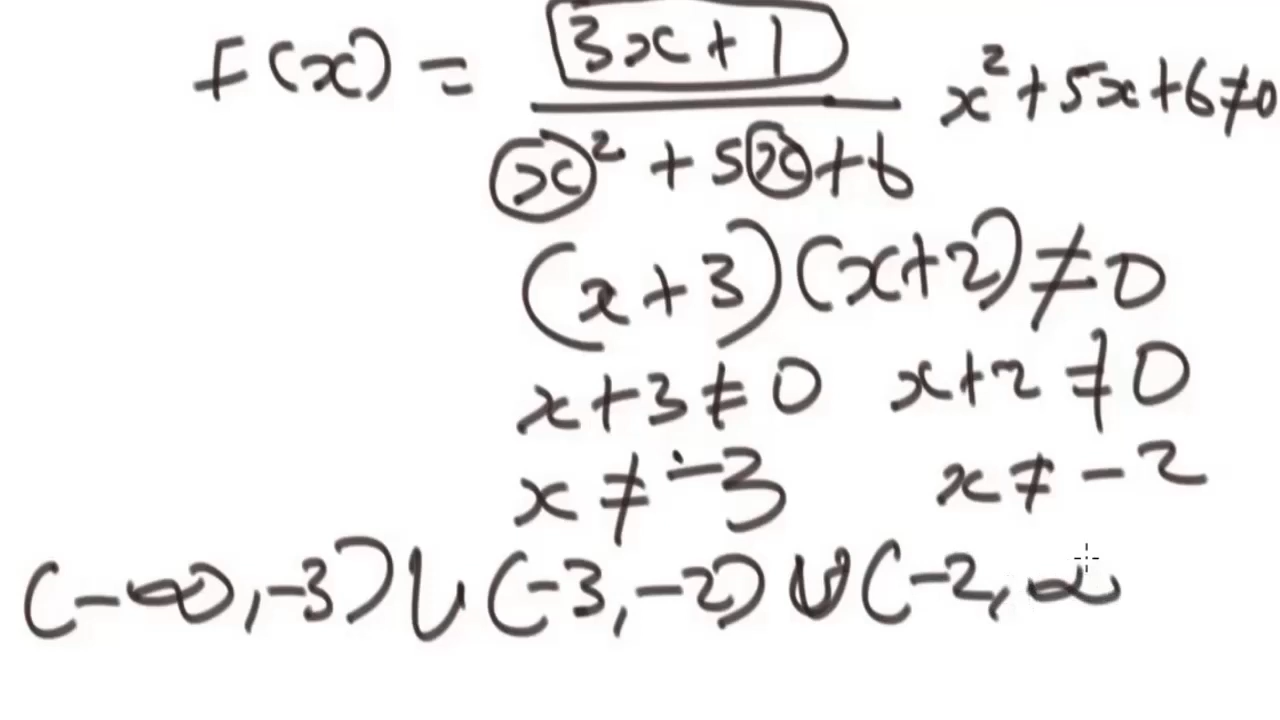 F(x) = 3x + 1 / x² + 5x + 6
x² + 5x + 6 ≠ 0
(x + 3)(x + 2) ≠ 0
x + 3 ≠ 0 x + 2 ≠ 0
x ≠ -3 x ≠ -2
(-∞, -3) ∪ (-3, -2) ∪ (-2, ∞